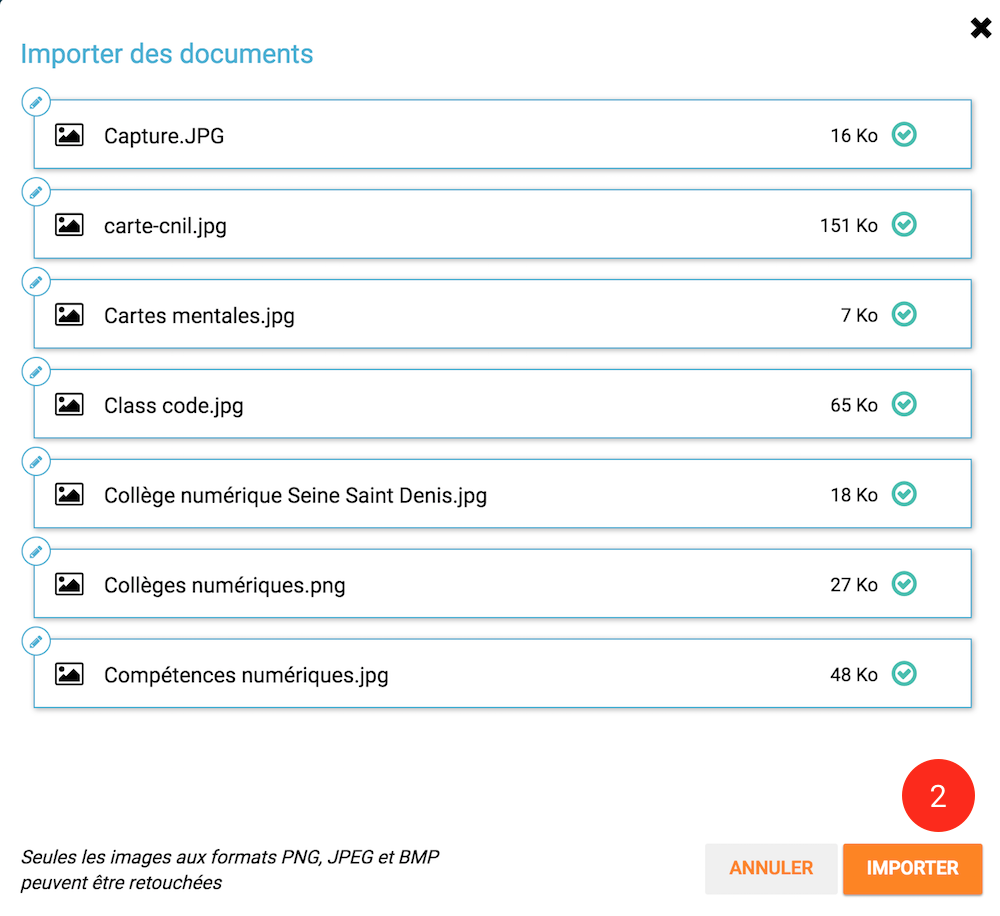 Importer des documents
Capture.JPG 16 Ko
carte-cnil.jpg 151 Ko
Cartes mentales.jpg 7 Ko
Class code.jpg 65 Ko
Collège numérique Seine Saint Denis.jpg 18 Ko
Collèges numériques.png 27 Ko
Compétences numériques.jpg 48 Ko
2
Seules les images aux formats PNG, JPEG et BMP
peuvent être retouchées
ANNULER IMPORTER